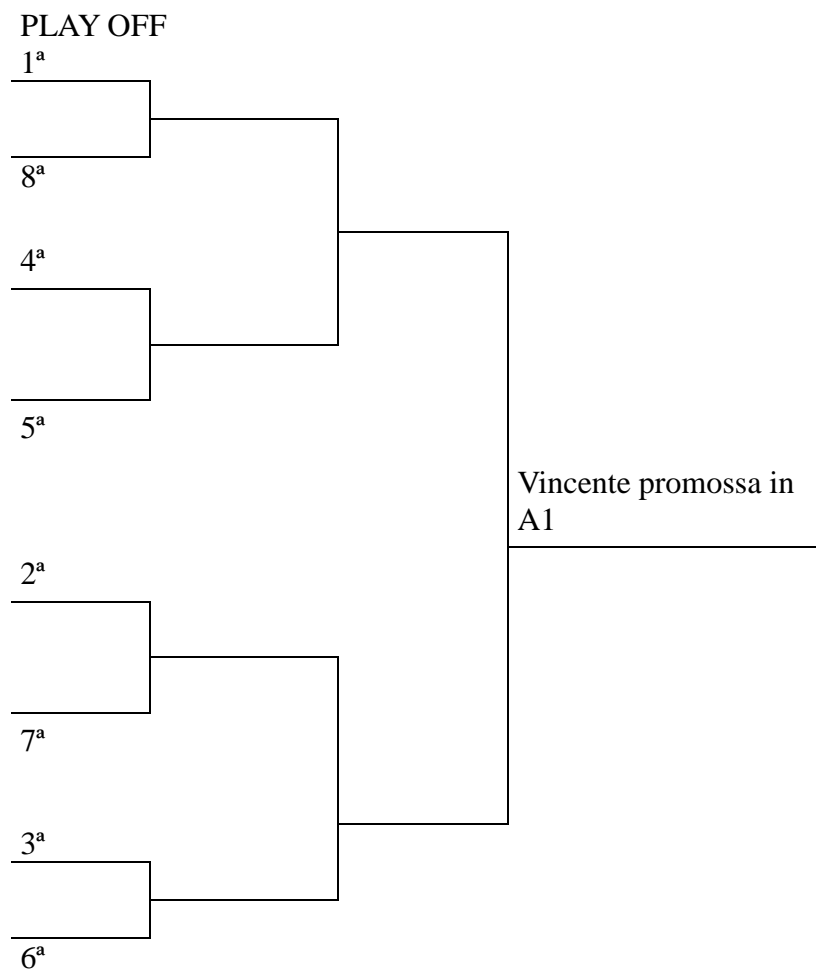 PLAY OFF
1ª
8ª
4ª
5ª
Vincente promossa in
A1
2ª
7ª
3ª
6ª